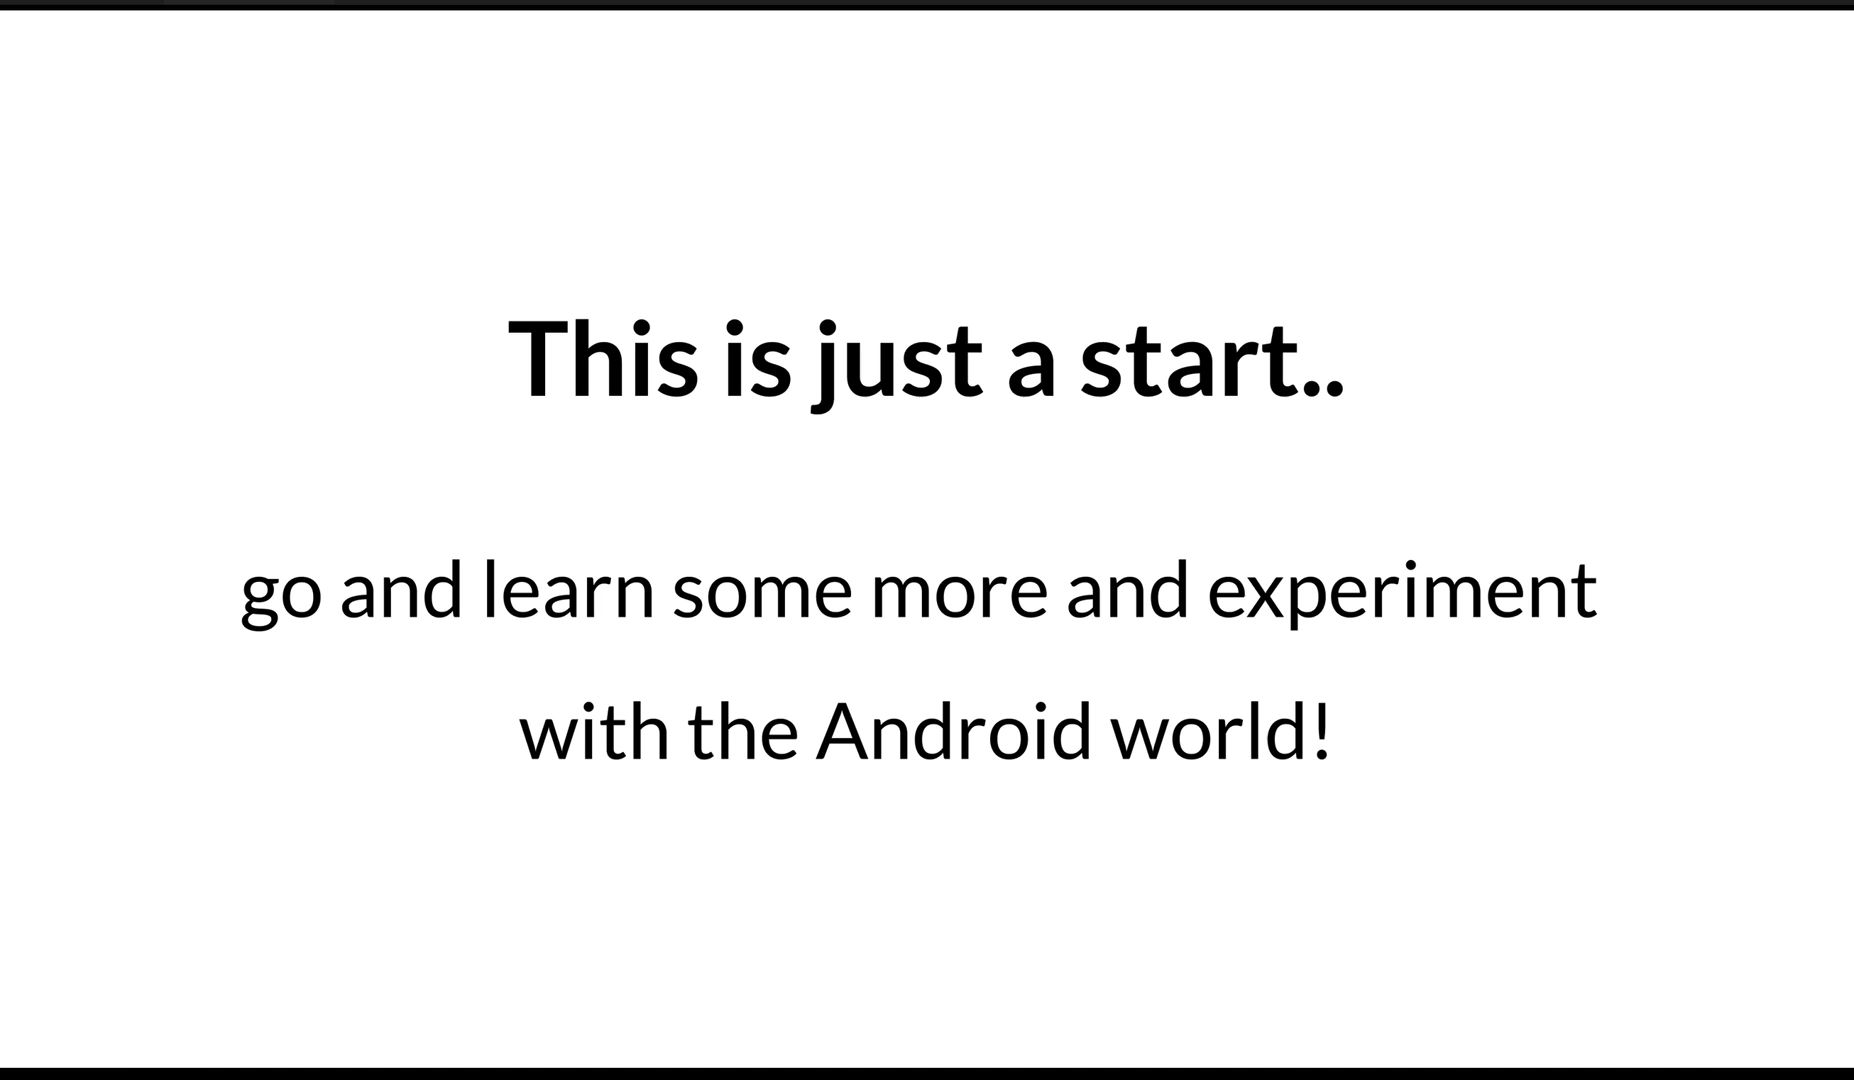 This is just a start..
go and learn some more and experiment
with the Android world!